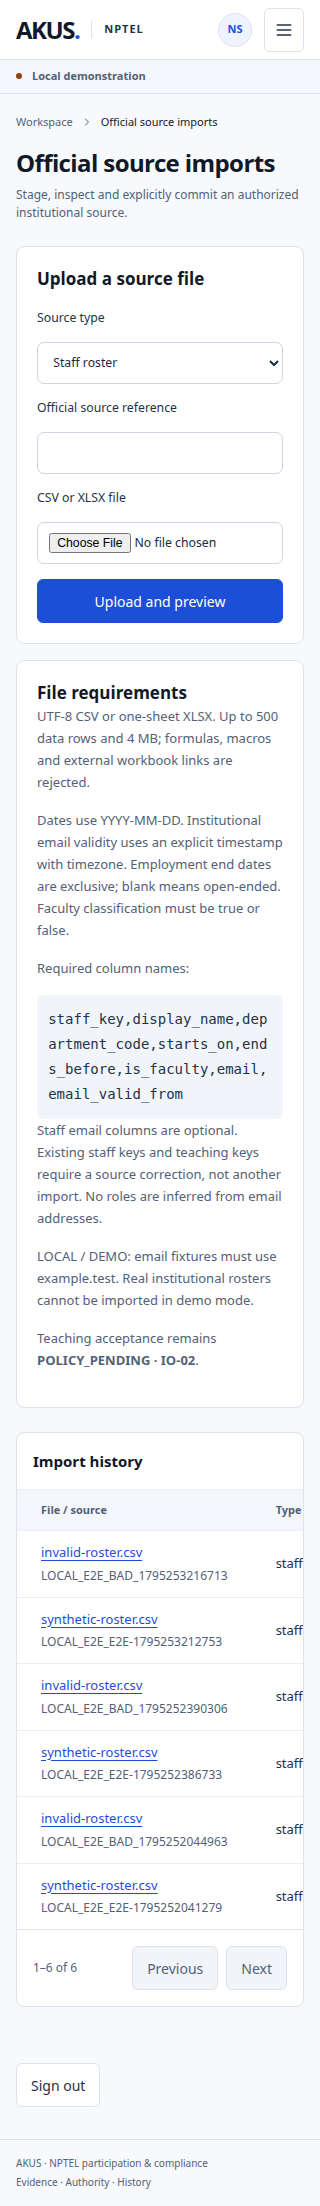 AKUS. NPTEL NS
Local demonstration
Workspace > Official source imports
Official source imports
Stage, inspect and explicitly commit an authorized
institutional source.
Upload a source file
Source type
Staff roster
Official source reference
CSV or XLSX file
Choose File No file chosen
Upload and preview
File requirements
UTF-8 CSV or one-sheet XLSX. Up to 500
data rows and 4 MB; formulas, macros
and external workbook links are
rejected.
Dates use YYYY-MM-DD. Institutional
email validity uses an explicit timestamp
with timezone. Employment end dates
are exclusive; blank means open-ended.
Faculty classification must be true or
false.
Required column names:
staff_key,display_name,dep
artment_code,starts_on,end
s_before,is_faculty,email,
email_valid_from
Staff email columns are optional.
Existing staff keys and teaching keys
require a source correction, not another
import. No roles are inferred from email
addresses.
LOCAL / DEMO: email fixtures must use
example.test. Real institutional rosters
cannot be imported in demo mode.
Teaching acceptance remains
POLICY_PENDING · IO-02.
Import history
File / source Type
invalid-roster.csv
LOCAL_E2E_BAD_1795253216713 staff
synthetic-roster.csv
LOCAL_E2E_E2E-1795253212753 staff
invalid-roster.csv
LOCAL_E2E_BAD_1795252390306 staff
synthetic-roster.csv
LOCAL_E2E_E2E-1795252386733 staff
invalid-roster.csv
LOCAL_E2E_BAD_1795252044963 staff
synthetic-roster.csv
LOCAL_E2E_E2E-1795252041279 staff
1–6 of 6 Previous Next
Sign out
AKUS · NPTEL participation & compliance
Evidence · Authority · History